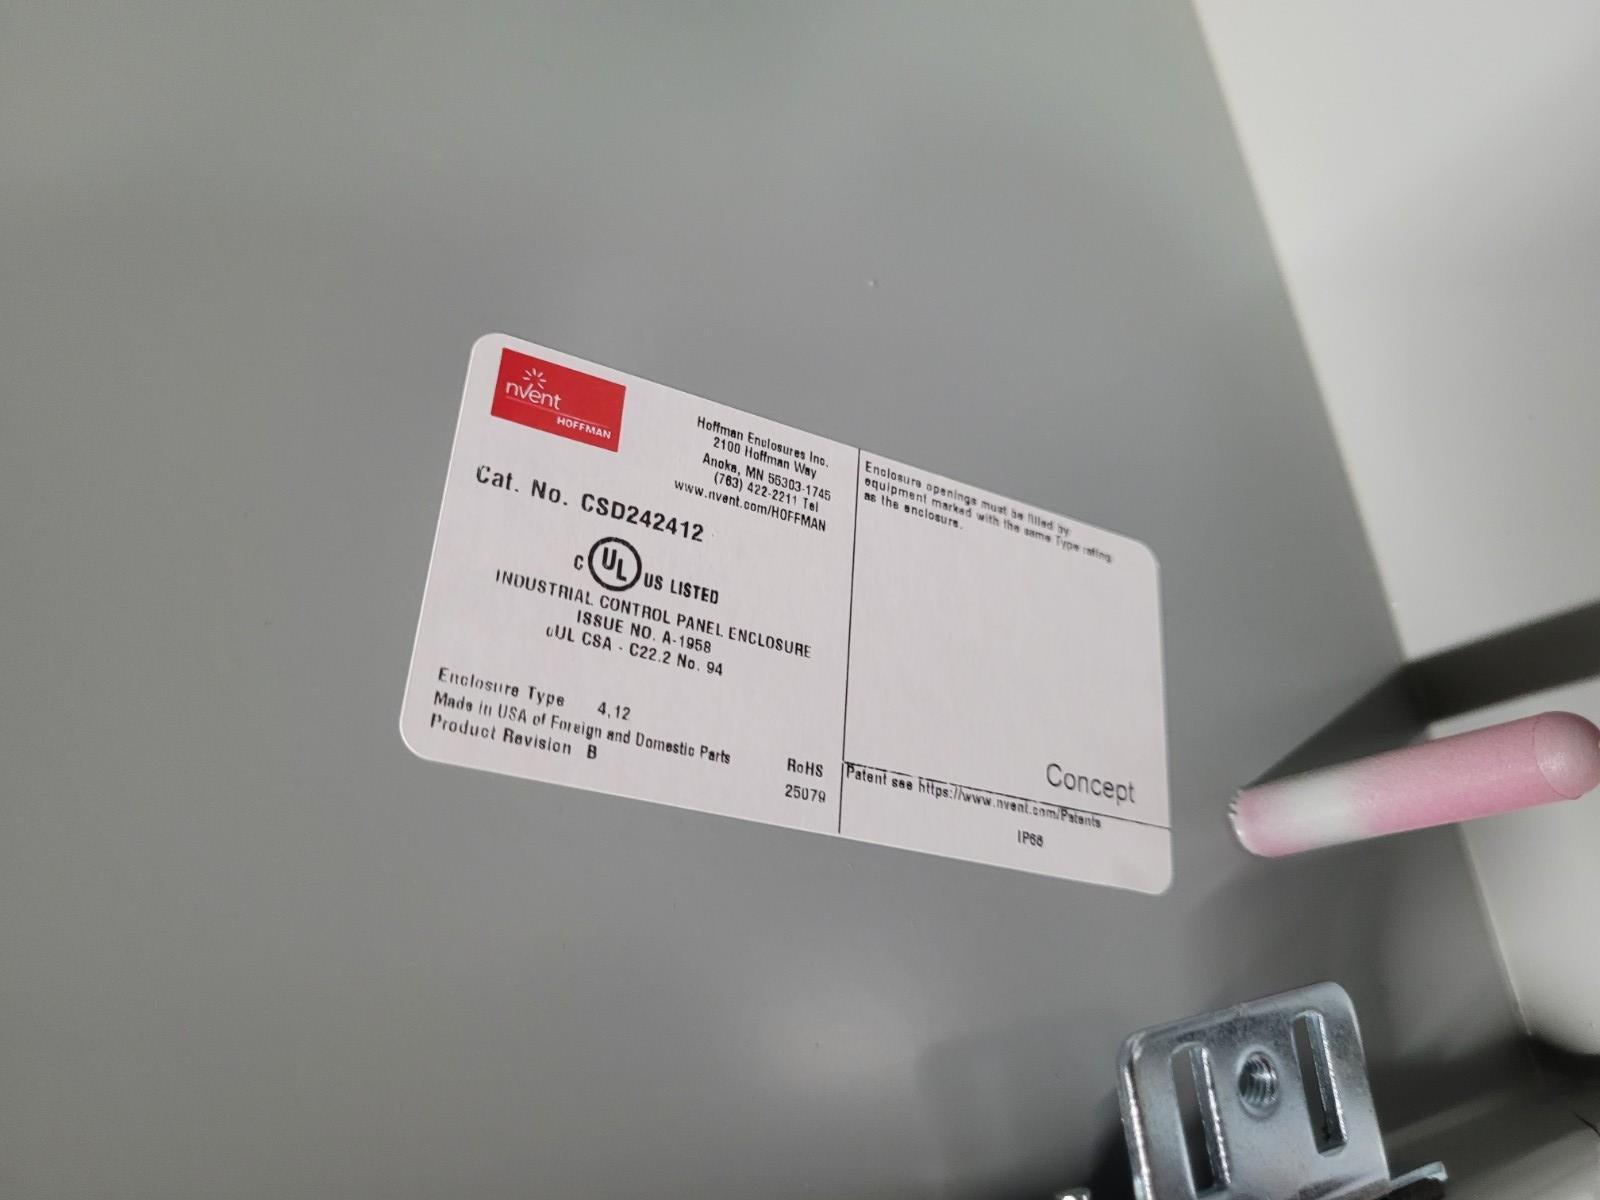 nVent
HOFFMAN
Hoffman Enclosures Inc.
2100 Hoffman Way
Anoka, MN 55303-1745
(763) 422-2211 Tel
www.nvent.com/HOFFMAN
Cat. No. CSD242412
C UL US LISTED
INDUSTRIAL CONTROL PANEL ENCLOSURE
ISSUE NO. A-1958
cUL CSA - C22.2 No. 94
Enclosure Type 4,12
Made in USA of Foreign and Domestic Parts
Product Revision B
RoHS
25079
Enclosure openings must be filled by
equipment marked with the same Type rating
as the enclosure.
Concept
Patent see https://www.nvent.com/Patents
IP66